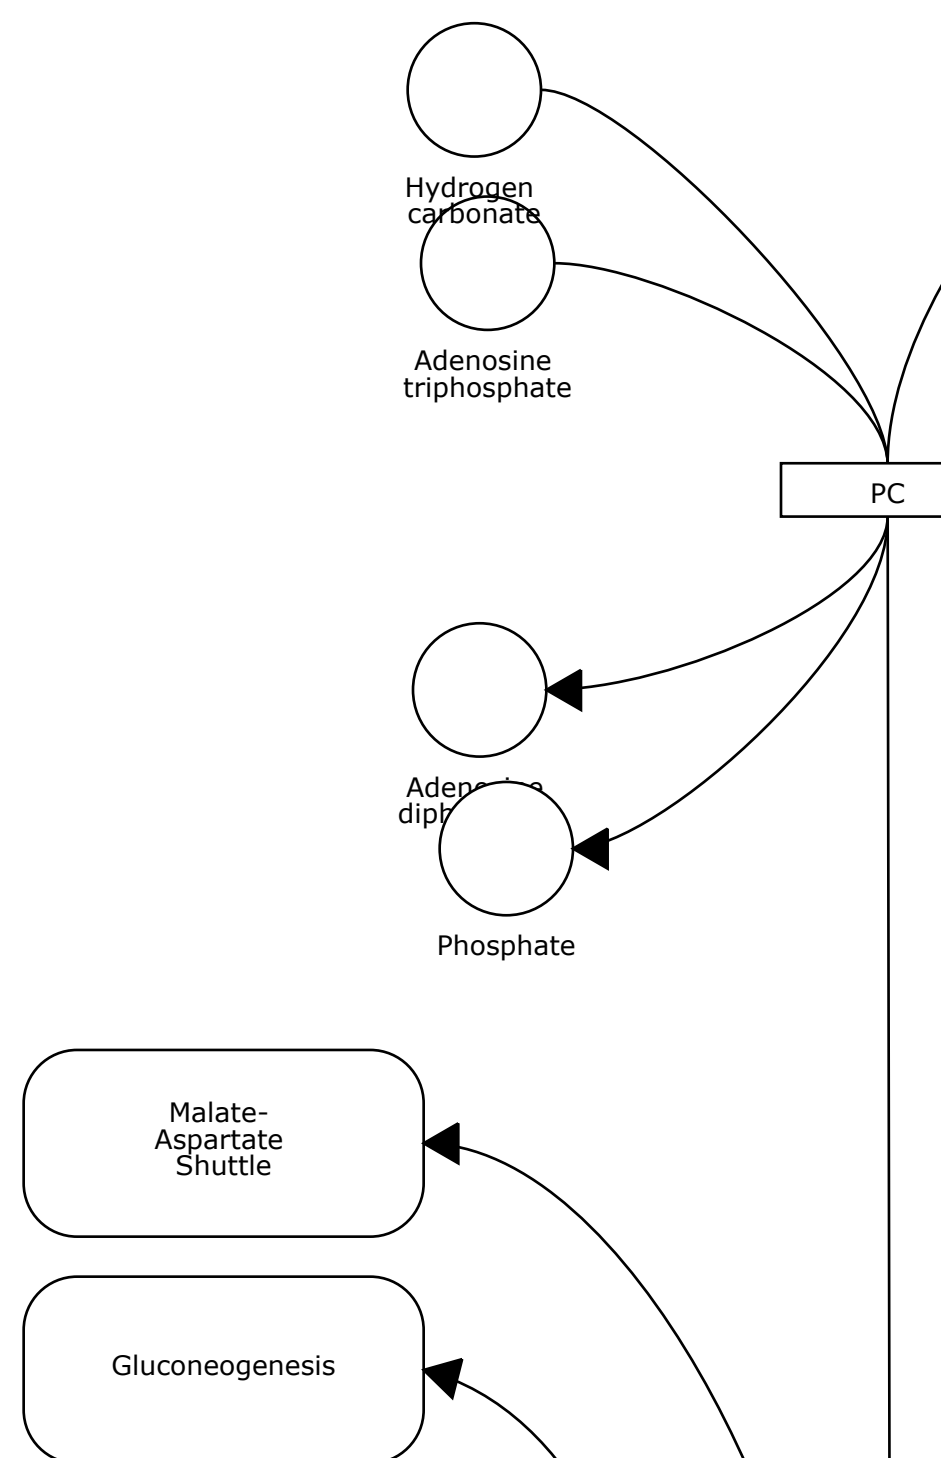 Hydrogen
carbonate
Adenosine
triphosphate
PC
Phosphate
Malate-
Aspartate
Shuttle
Gluconeogenesis